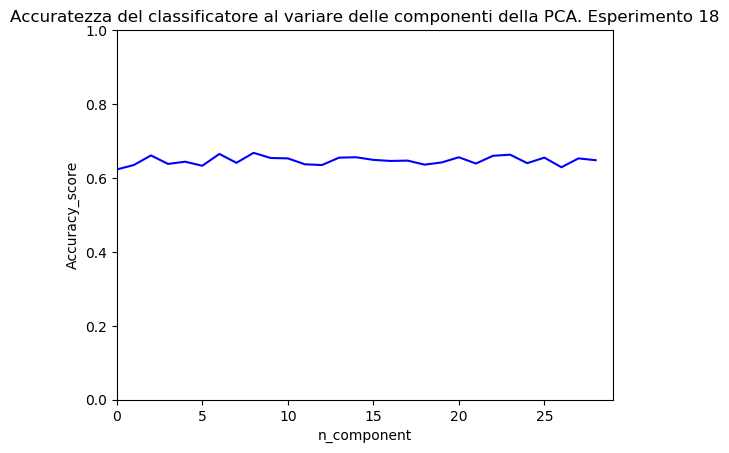 Accuratezza del classificatore al variare delle componenti della PCA. Esperimento 18
1.0
0.8
0.6
0.4
0.2
0.0
Accuracy_score
0 5 10 15 20 25
n_component